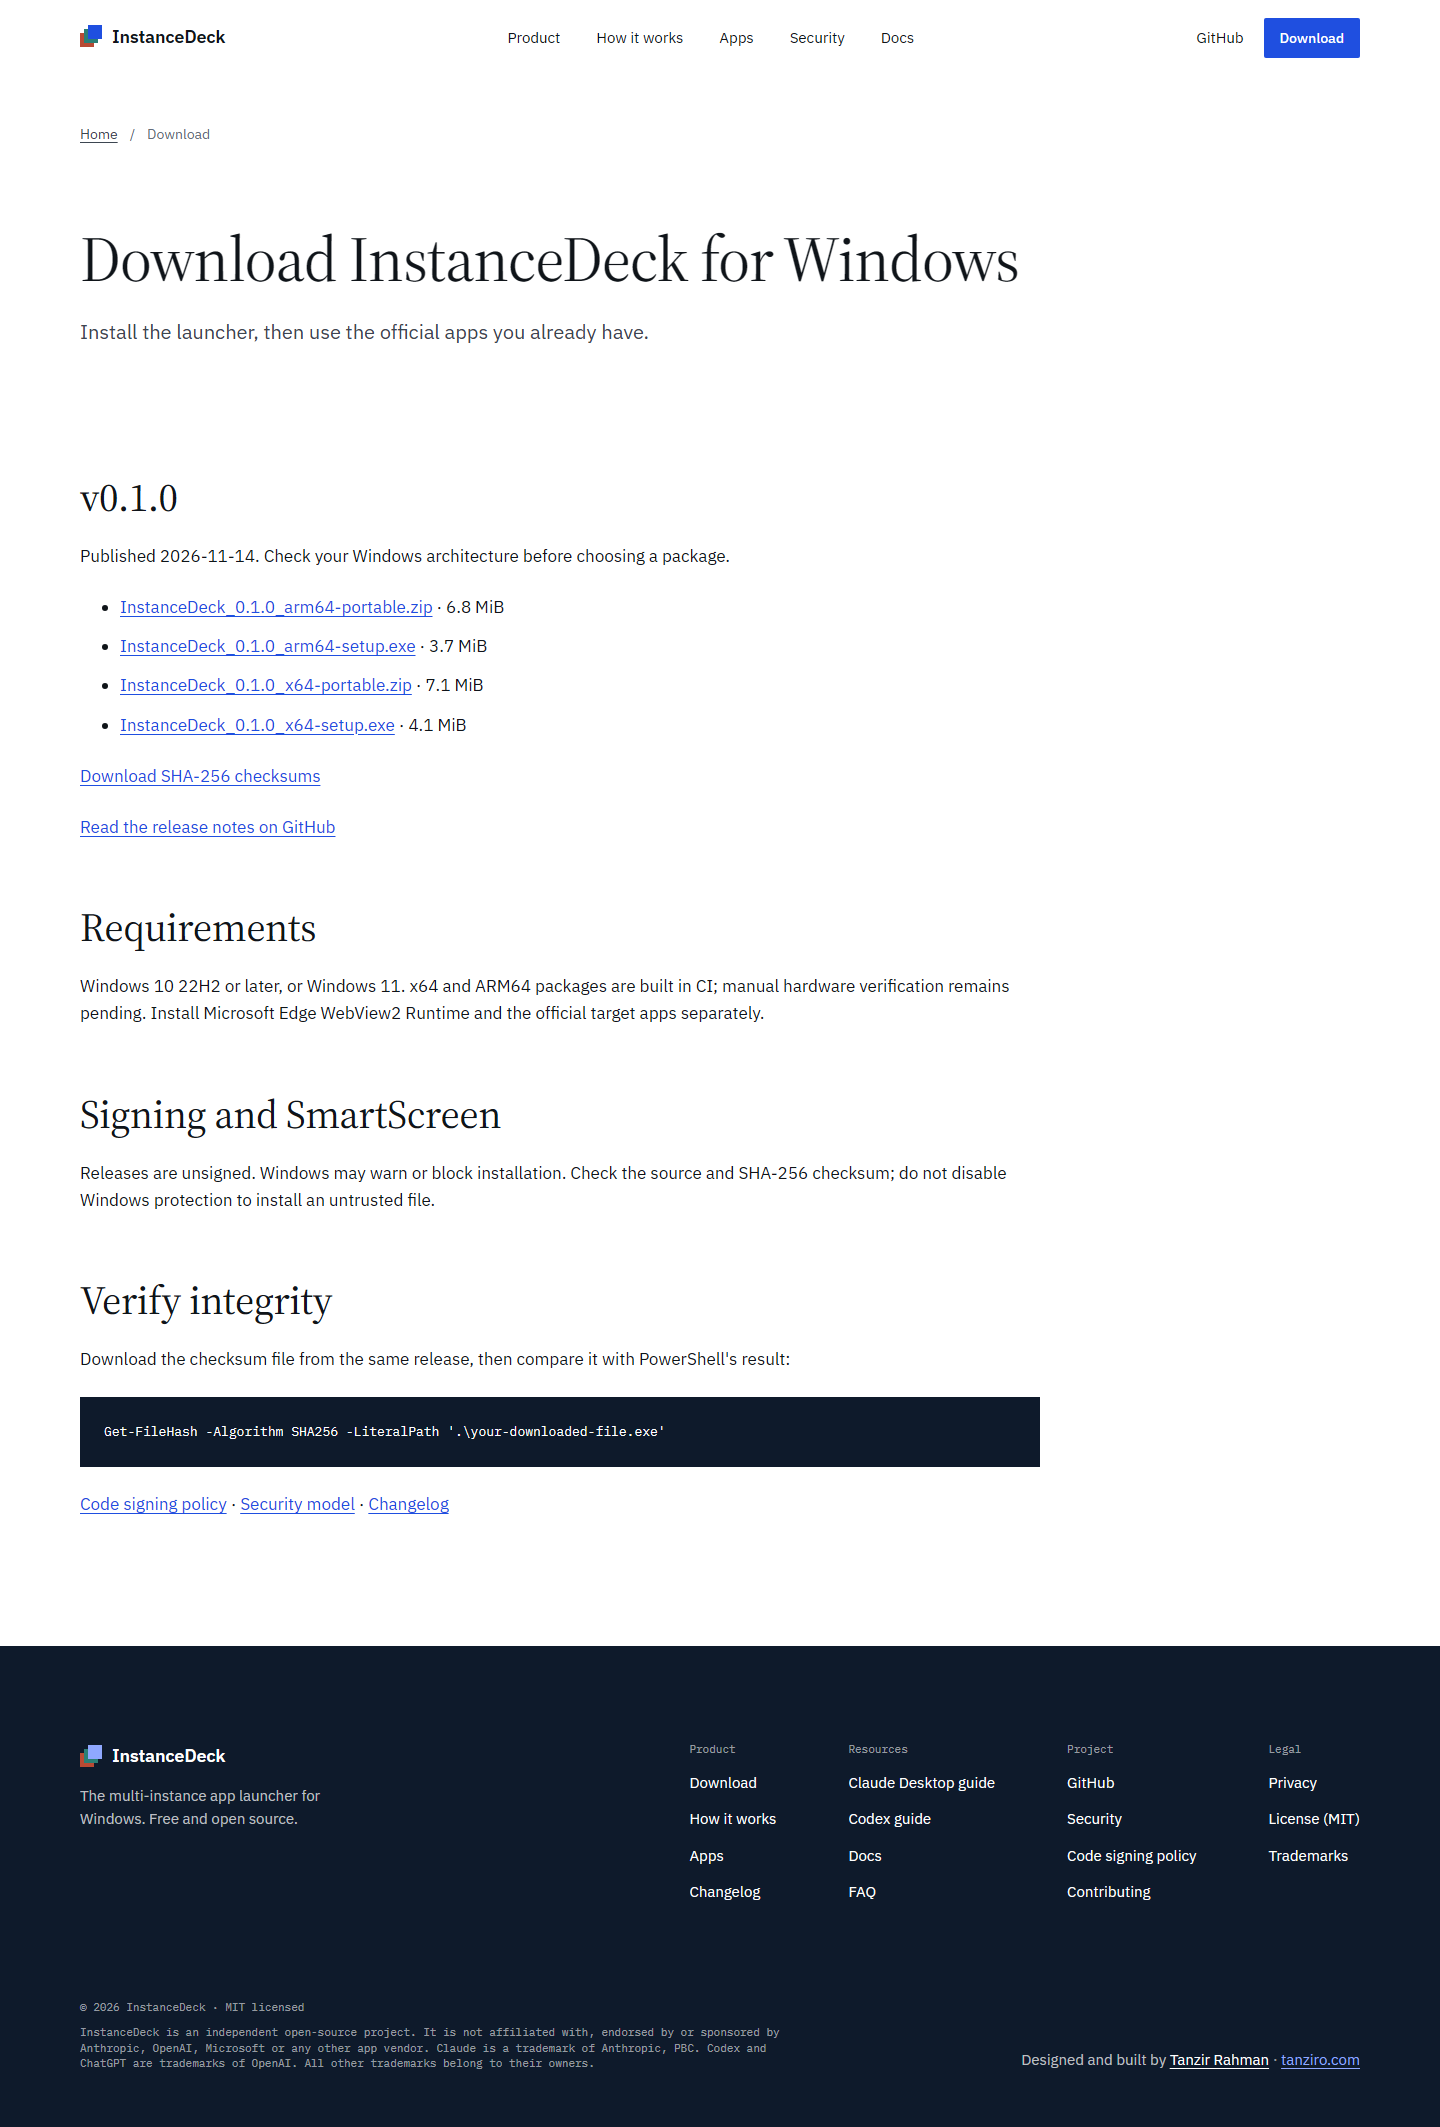 InstanceDeck
Product
How it works
Apps
Security
Docs
GitHub
Download
Home / Download
Download InstanceDeck for Windows
Install the launcher, then use the official apps you already have.
v0.1.0
Published 2026-11-14. Check your Windows architecture before choosing a package.
InstanceDeck_0.1.0_arm64-portable.zip · 6.8 MiB
InstanceDeck_0.1.0_arm64-setup.exe · 3.7 MiB
InstanceDeck_0.1.0_x64-portable.zip · 7.1 MiB
InstanceDeck_0.1.0_x64-setup.exe · 4.1 MiB
Download SHA-256 checksums
Read the release notes on GitHub
Requirements
Windows 10 22H2 or later, or Windows 11. x64 and ARM64 packages are built in CI; manual hardware verification remains
pending. Install Microsoft Edge WebView2 Runtime and the official target apps separately.
Signing and SmartScreen
Releases are unsigned. Windows may warn or block installation. Check the source and SHA-256 checksum; do not disable
Windows protection to install an untrusted file.
Verify integrity
Download the checksum file from the same release, then compare it with PowerShell's result:
Get-FileHash -Algorithm SHA256 -LiteralPath '.\your-downloaded-file.exe'
Code signing policy · Security model · Changelog
InstanceDeck
The multi-instance app launcher for
Windows. Free and open source.
Product
Download
How it works
Apps
Changelog
Resources
Claude Desktop guide
Codex guide
Docs
FAQ
Project
GitHub
Security
Code signing policy
Contributing
Legal
Privacy
License (MIT)
Trademarks
© 2026 InstanceDeck · MIT licensed
InstanceDeck is an independent open-source project. It is not affiliated with, endorsed by or sponsored by
Anthropic, OpenAI, Microsoft or any other app vendor. Claude is a trademark of Anthropic, PBC. Codex and
ChatGPT are trademarks of OpenAI. All other trademarks belong to their owners.
Designed and built by Tanzir Rahman · tanziro.com